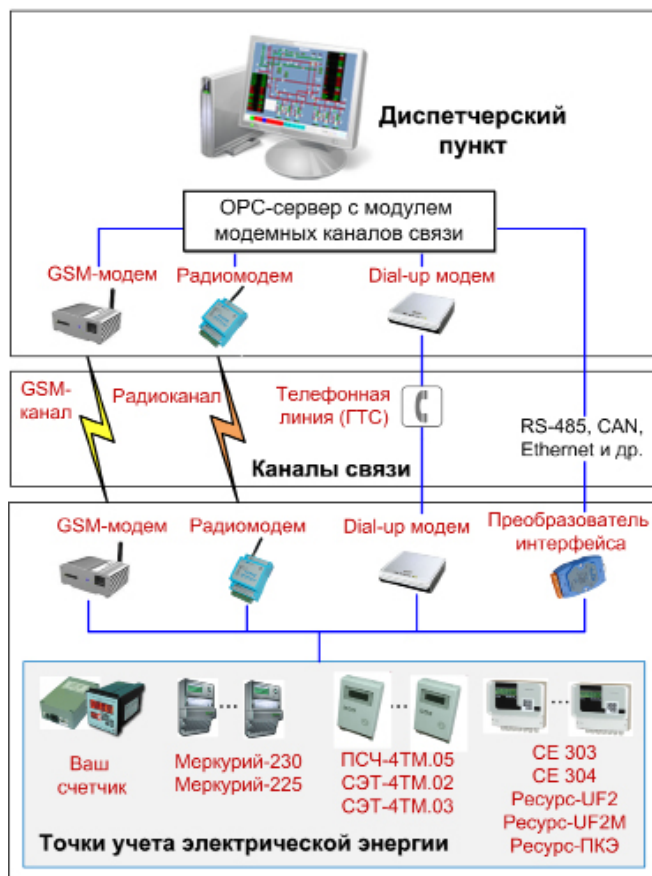 Диспетчерский
пункт
OPC-сервер с модулем
модемных каналов связи
GSM-модем
Радиомодем
Dial-up модем
GSM-
канал
Радиоканал
Телефонная
линия (ГТС)
RS-485, CAN,
Ethernet и др.
Каналы связи
GSM-модем
Радиомодем
Dial-up модем
Преобразователь
интерфейса
Ваш
счетчик
Меркурий-230
Меркурий-225
ПСЧ-4ТМ.05
СЭТ-4ТМ.02
СЭТ-4ТМ.03
СЕ 303
СЕ 304
Ресурс-UF2
Ресурс-UF2M
Ресурс-ПКЭ
Точки учета электрической энергии